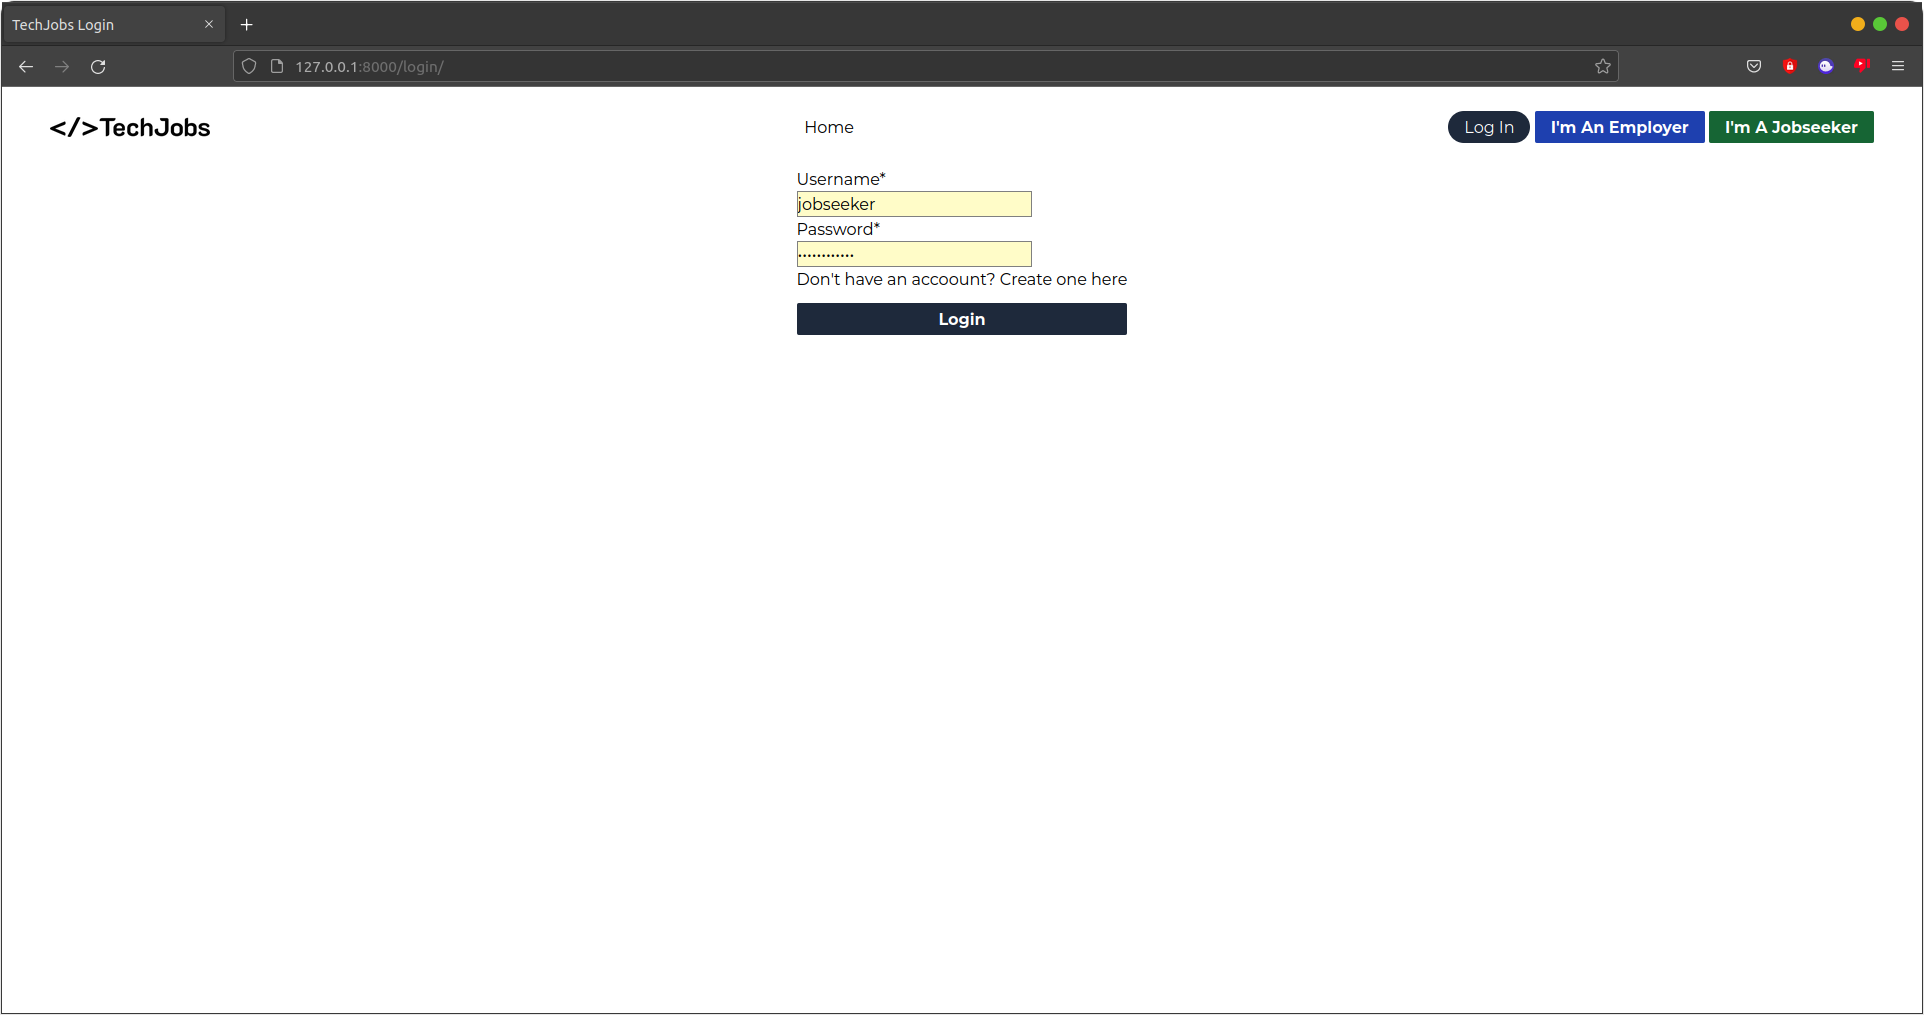 TechJobs Login
127.0.0.1:8000/login/
</>TechJobs
Home
Log In
I'm An Employer
I'm A Jobseeker
Username*
jobseeker
Password*
••••••••••••
Don't have an accoount? Create one here
Login